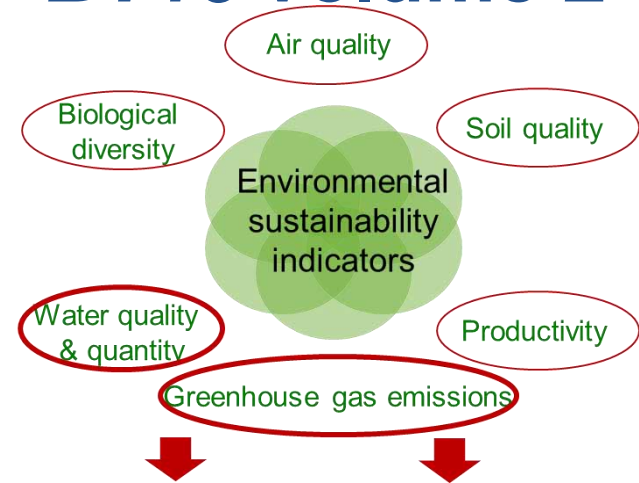 Air quality
Biological
diversity
Soil quality
Environmental
sustainability
indicators
Water quality
& quantity
Productivity
Greenhouse gas emissions